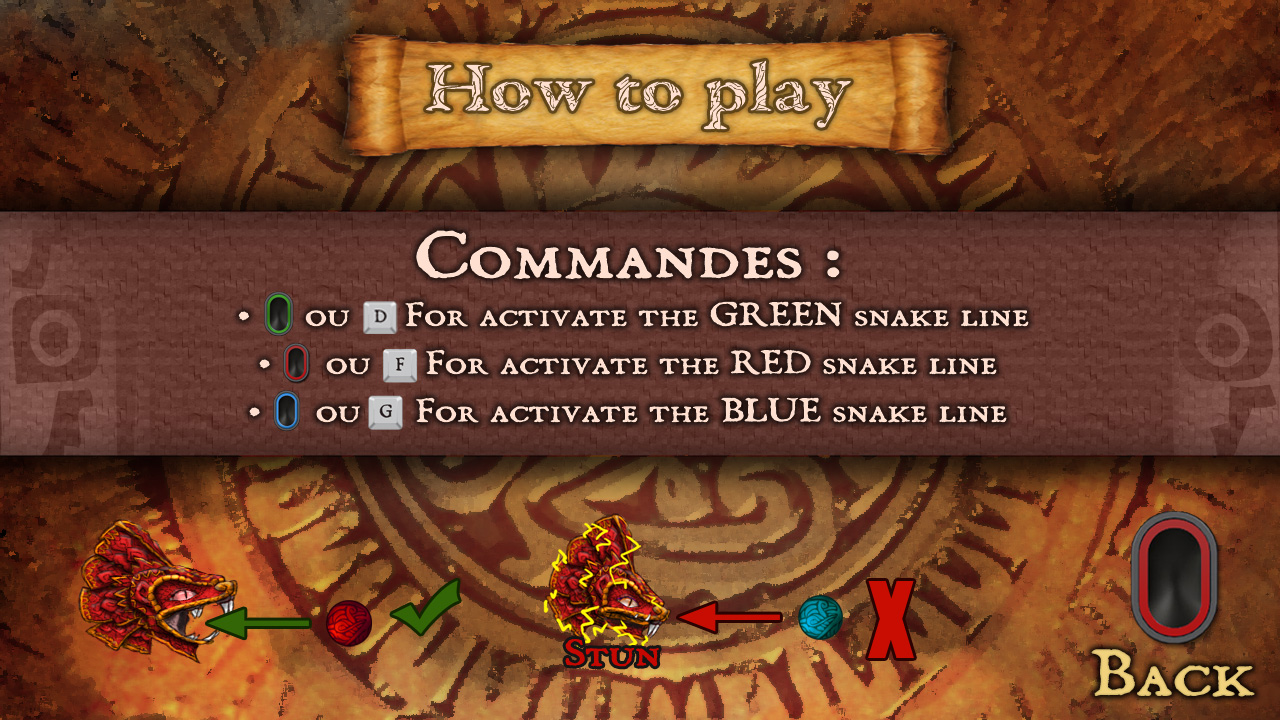 How to play
Commandes :
• ou D For activate the GREEN snake line
• ou F For activate the RED snake line
• ou G For activate the BLUE snake line
Stun
X
Back